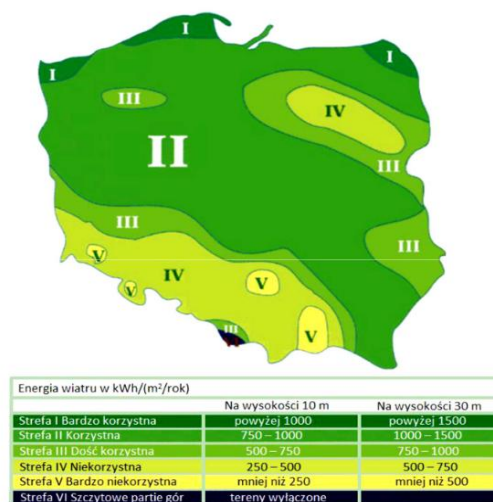 I
I
I
III
IV
II
III
III
III
IV
V
V
V
III
V
Energia wiatru w kWh/(m²/rok)
Na wysokości 10 m Na wysokości 30 m
Strefa I Bardzo korzystna powyżej 1000 powyżej 1500
Strefa II Korzystna 750 – 1000 1000 – 1500
Strefa III Dość korzystna 500 – 750 750 – 1000
Strefa IV Niekorzystna 250 – 500 500 – 750
Strefa V Bardzo niekorzystna mniej niż 250 mniej niż 500
Strefa VI Szczytowe partie gór tereny wyłączone